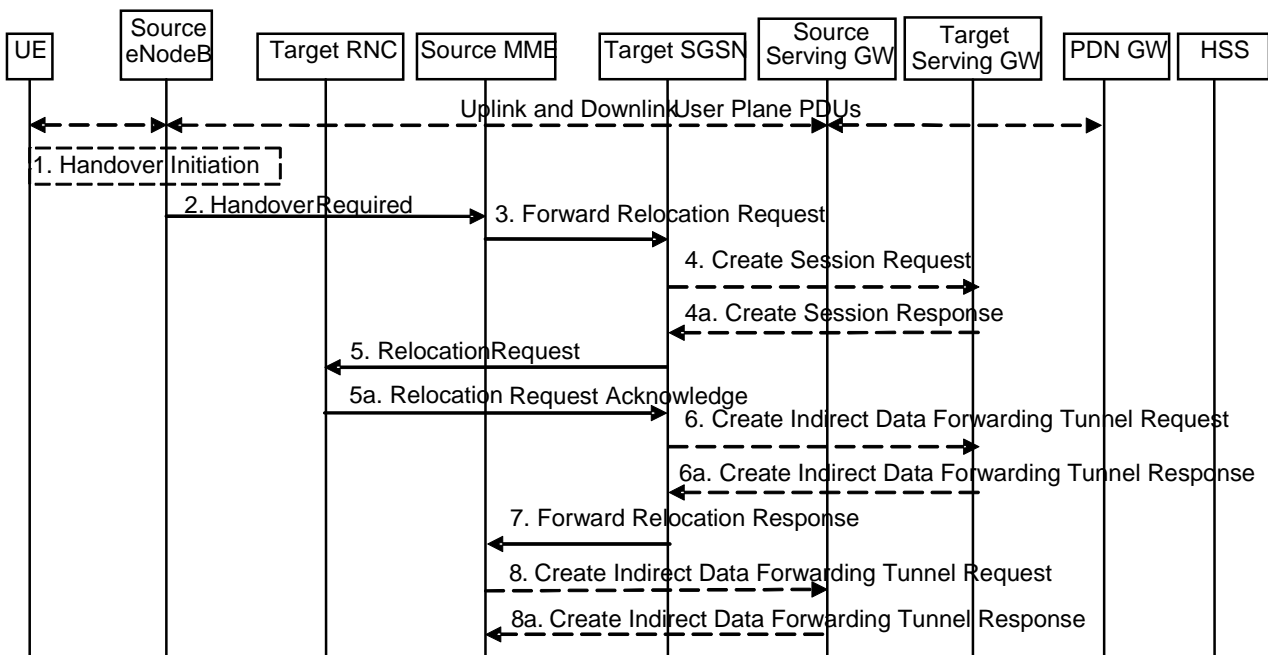 UE
Source
eNodeB
Target RNC
Source MME
Target SGSN
Source
Serving GW
Target
Serving GW
PDN GW
HSS
Uplink and Downlink User Plane PDUs
1. Handover Initiation
2. Handover Required
3. Forward Relocation Request
4. Create Session Request
4a. Create Session Response
5. Relocation Request
5a. Relocation Request Acknowledge
6. Create Indirect Data Forwarding Tunnel Request
6a. Create Indirect Data Forwarding Tunnel Response
7. Forward Relocation Response
8. Create Indirect Data Forwarding Tunnel Request
8a. Create Indirect Data Forwarding Tunnel Response